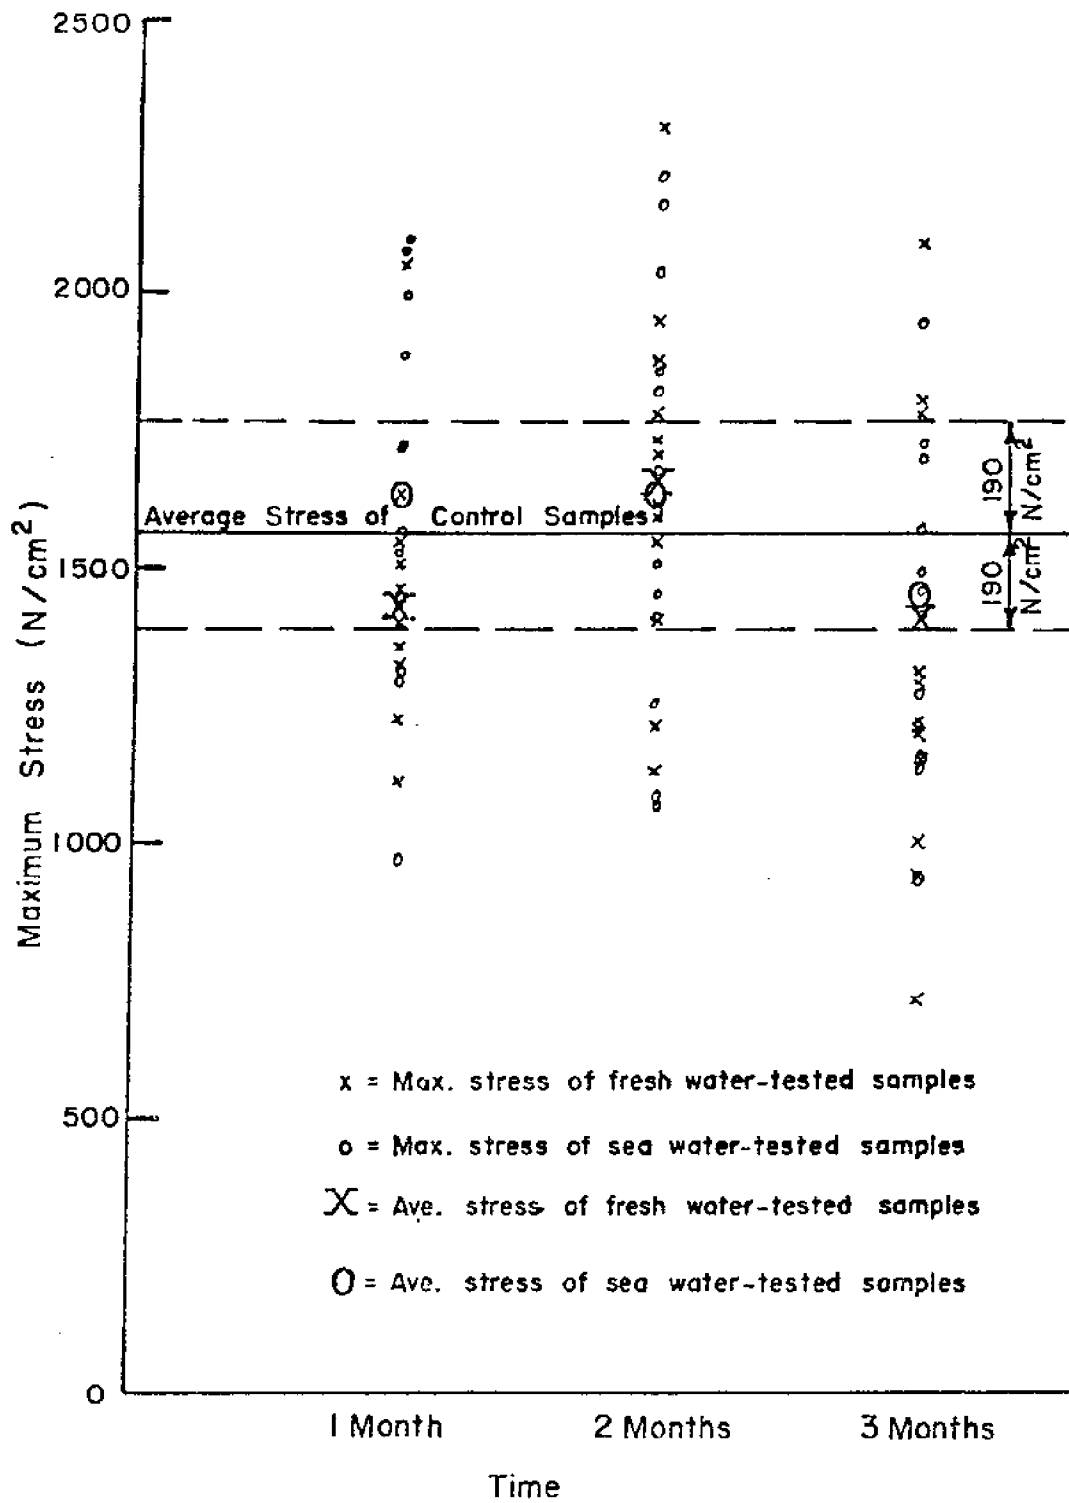 2500
2000
1500
1000
500
0
Maximum Stress (N/cm²)
Average Stress of Control Samples
190 N/cm²
190 N/cm²
x = Max. stress of fresh water-tested samples
o = Max. stress of sea water-tested samples
X = Ave. stress of fresh water-tested samples
O = Ave. stress of sea water-tested samples
1 Month
2 Months
3 Months
Time